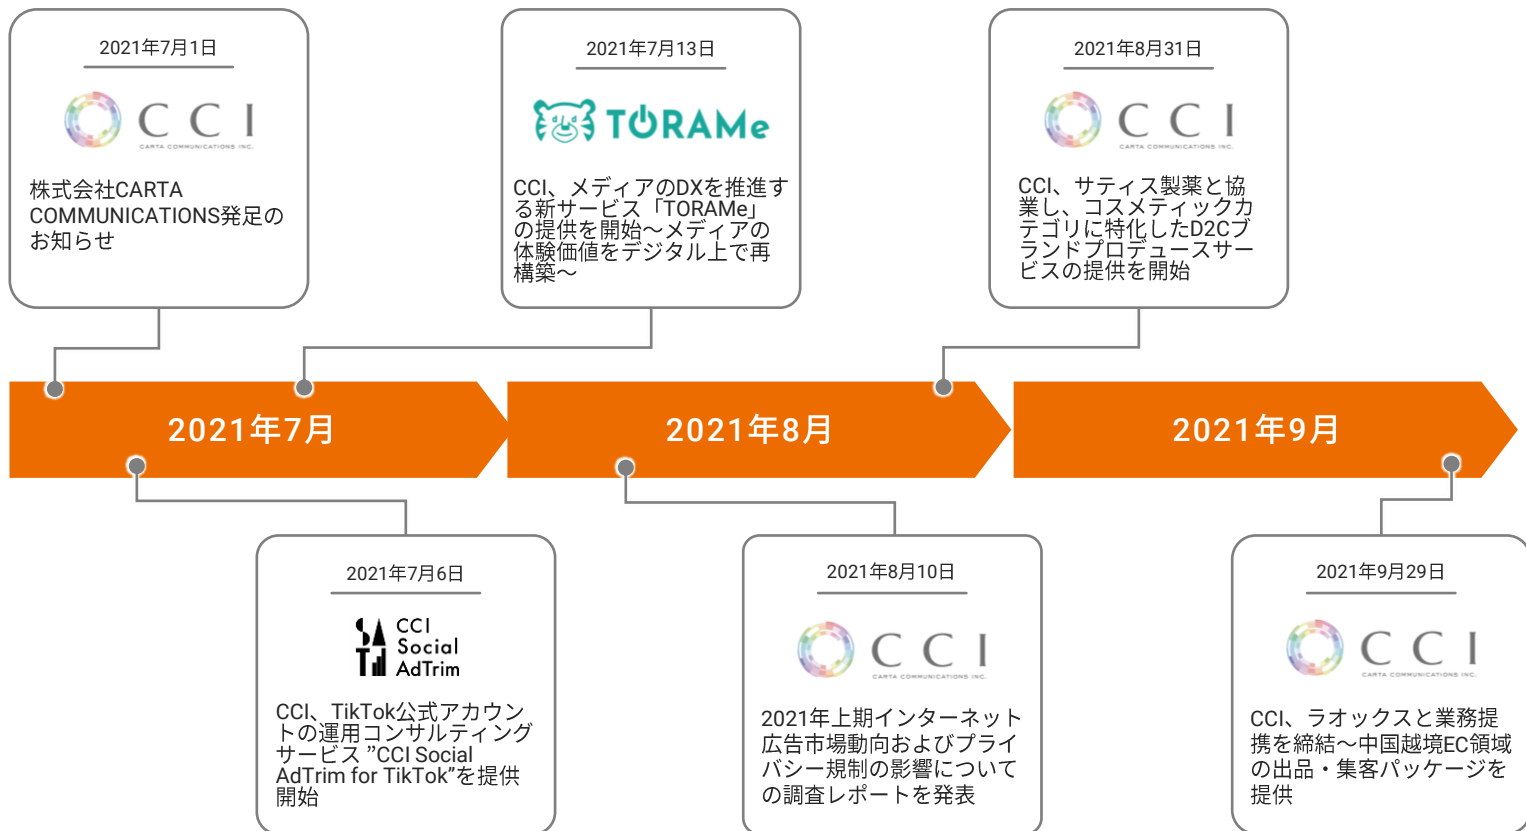 2021年7月1日
CCI
CARTA COMMUNICATIONS INC.
株式会社CARTA
COMMUNICATIONS発足の
お知らせ
2021年7月13日
TORAMe
CCI、メディアのDXを推進す
る新サービス「TORAMe」
の提供を開始～メディアの
体験価値をデジタル上で再
構築～
2021年8月31日
CCI
CARTA COMMUNICATIONS INC.
CCI、サティス製薬と協
業し、コスメティックカ
テゴリに特化したD2Cブ
ランドプロデュースサー
ビスの提供を開始
2021年7月
2021年8月
2021年9月
2021年7月6日
SATT
CCI
Social
AdTrim
CCI、TikTok公式アカウン
トの運用コンサルティング
サービス ”CCI Social
AdTrim for TikTok”を提供
開始
2021年8月10日
CCI
CARTA COMMUNICATIONS INC.
2021年上期インターネット
広告市場動向およびプライ
バシー規制の影響について
の調査レポートを発表
2021年9月29日
CCI
CARTA COMMUNICATIONS INC.
CCI、ラオックスと業務提
携を締結～中国越境EC領域
の出品・集客パッケージを
提供